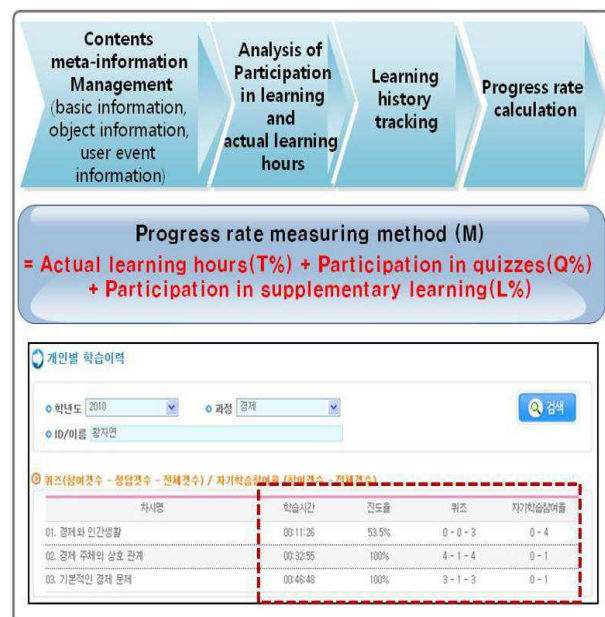 Contents
meta-information
Management
(basic information,
object information,
user event
information)
Analysis of
Participation
in learning
and
actual learning
hours
Learning
history
tracking
Progress rate
calculation
Progress rate measuring method (M)
= Actual learning hours(T%) + Participation in quizzes(Q%)
+ Participation in supplementary learning(L%)
개인별 학습이력
학년도 2010 과정 경제 검색
ID/이름 황지연
퀴즈(참여갯수 - 정답갯수 - 전체갯수) / 자기학습참여율 (참여갯수 - 전체갯수)
차시명 학습시간 진도율 퀴즈 자기학습참여율
01. 경제와 인간생활 00:11:26 53.5% 0 - 0 - 3 0 - 4
02. 경제 주체의 상호 관계 00:32:55 100% 4 - 1 - 4 0 - 1
03. 기본적인 경제 문제 00:46:48 100% 3 - 1 - 3 0 - 1